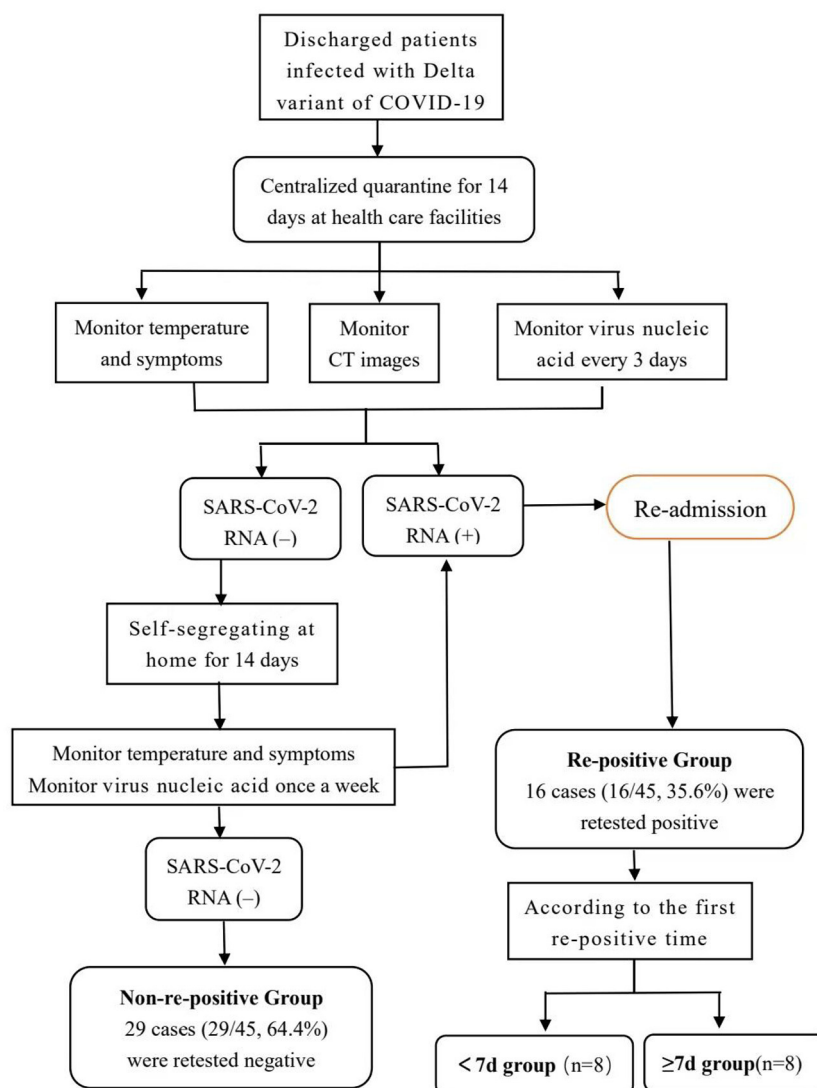 Discharged patients
infected with Delta
variant of COVID-19
Centralized quarantine for 14
days at health care facilities
Monitor temperature
and symptoms
Monitor
CT images
Monitor virus nucleic
acid every 3 days
SARS-CoV-2
RNA (–)
SARS-CoV-2
RNA (+)
Re-admission
Self-segregating at
home for 14 days
Monitor temperature and symptoms
Monitor virus nucleic acid once a week
Re-positive Group
16 cases (16/45, 35.6%) were
retested positive
SARS-CoV-2
RNA (–)
According to the first
re-positive time
Non-re-positive Group
29 cases (29/45, 64.4%)
were retested negative
<7d group (n=8)
≥7d group(n=8)